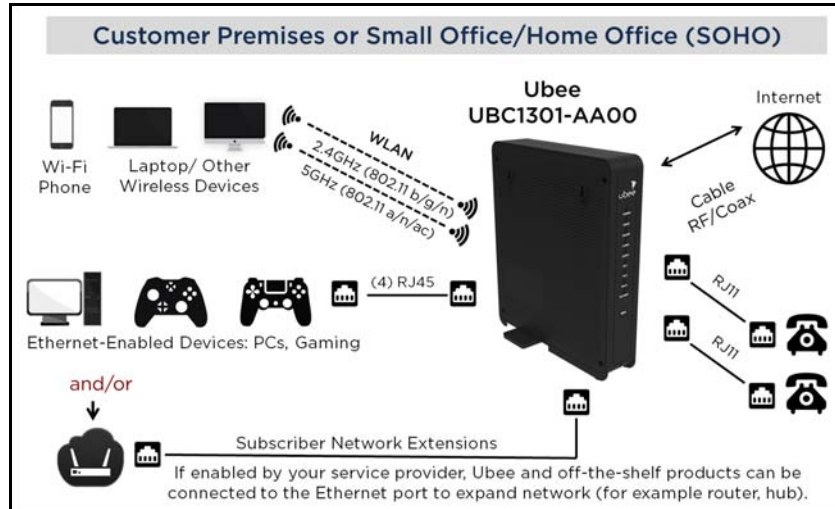 Customer Premises or Small Office/Home Office (SOHO)
Ubee
UBC1301-AA00
Internet
Wi-Fi
Phone
Laptop/ Other
Wireless Devices
WLAN
2.4GHz (802.11 b/g/n)
5GHz (802.11 a/n/ac)
ubee
Cable
RF/Coax
(4) RJ45
RJ11
RJ11
Ethernet-Enabled Devices: PCs, Gaming
and/or
Subscriber Network Extensions
If enabled by your service provider, Ubee and off-the-shelf products can be
connected to the Ethernet port to expand network (for example router, hub).